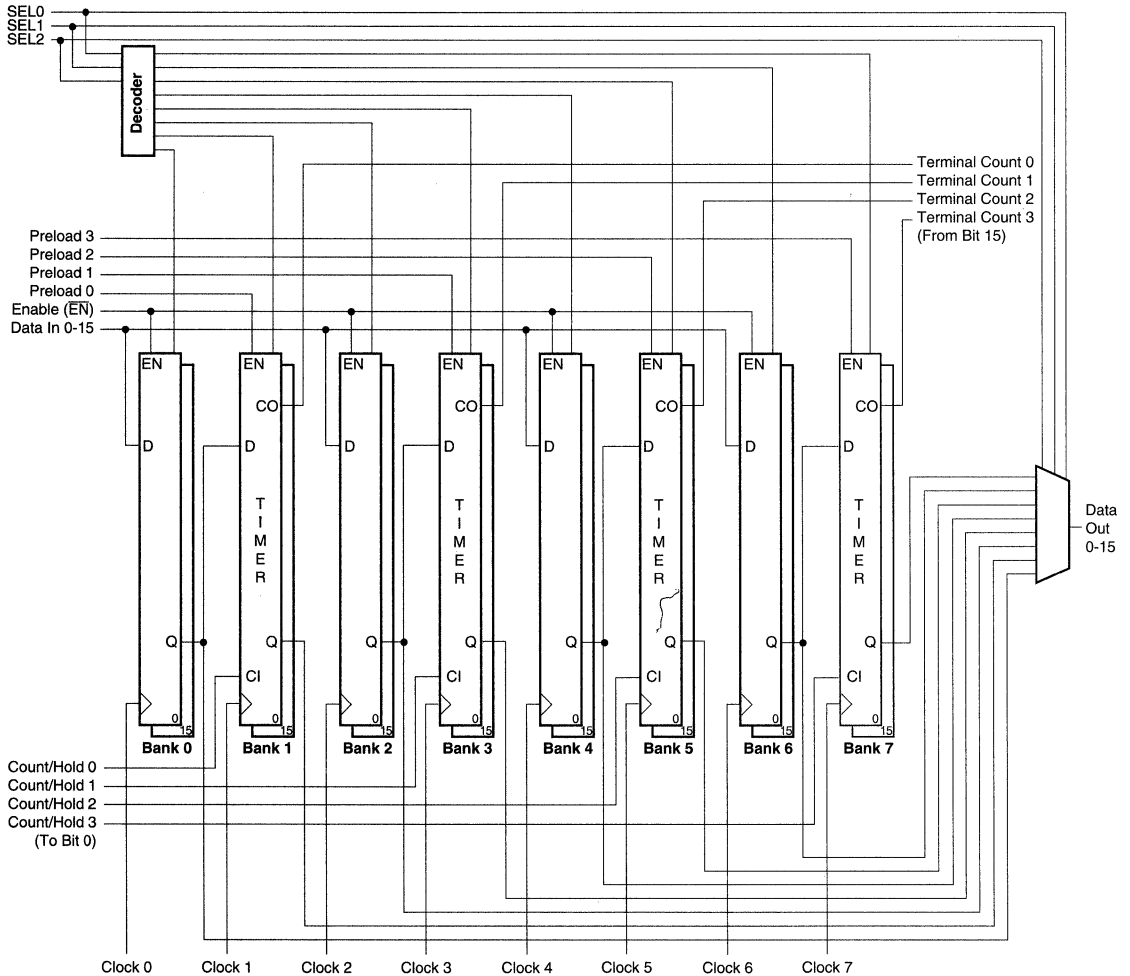 SEL0
SEL1
SEL2
Decoder
Terminal Count 0
Terminal Count 1
Terminal Count 2
Terminal Count 3
(From Bit 15)
Preload 3
Preload 2
Preload 1
Preload 0
Enable (E̅N̅)
Data In 0-15
EN EN EN EN EN EN EN EN
CO CO CO CO
D D D D D D D D
TIMER TIMER TIMER TIMER
Data
Out
0-15
Q Q Q Q Q Q Q Q
CI CI CI CI
0 0 0 0 0 0 0 0
15 15 15 15 15 15 15 15
Bank 0 Bank 1 Bank 2 Bank 3 Bank 4 Bank 5 Bank 6 Bank 7
Count/Hold 0
Count/Hold 1
Count/Hold 2
Count/Hold 3
(To Bit 0)
Clock 0 Clock 1 Clock 2 Clock 3 Clock 4 Clock 5 Clock 6 Clock 7